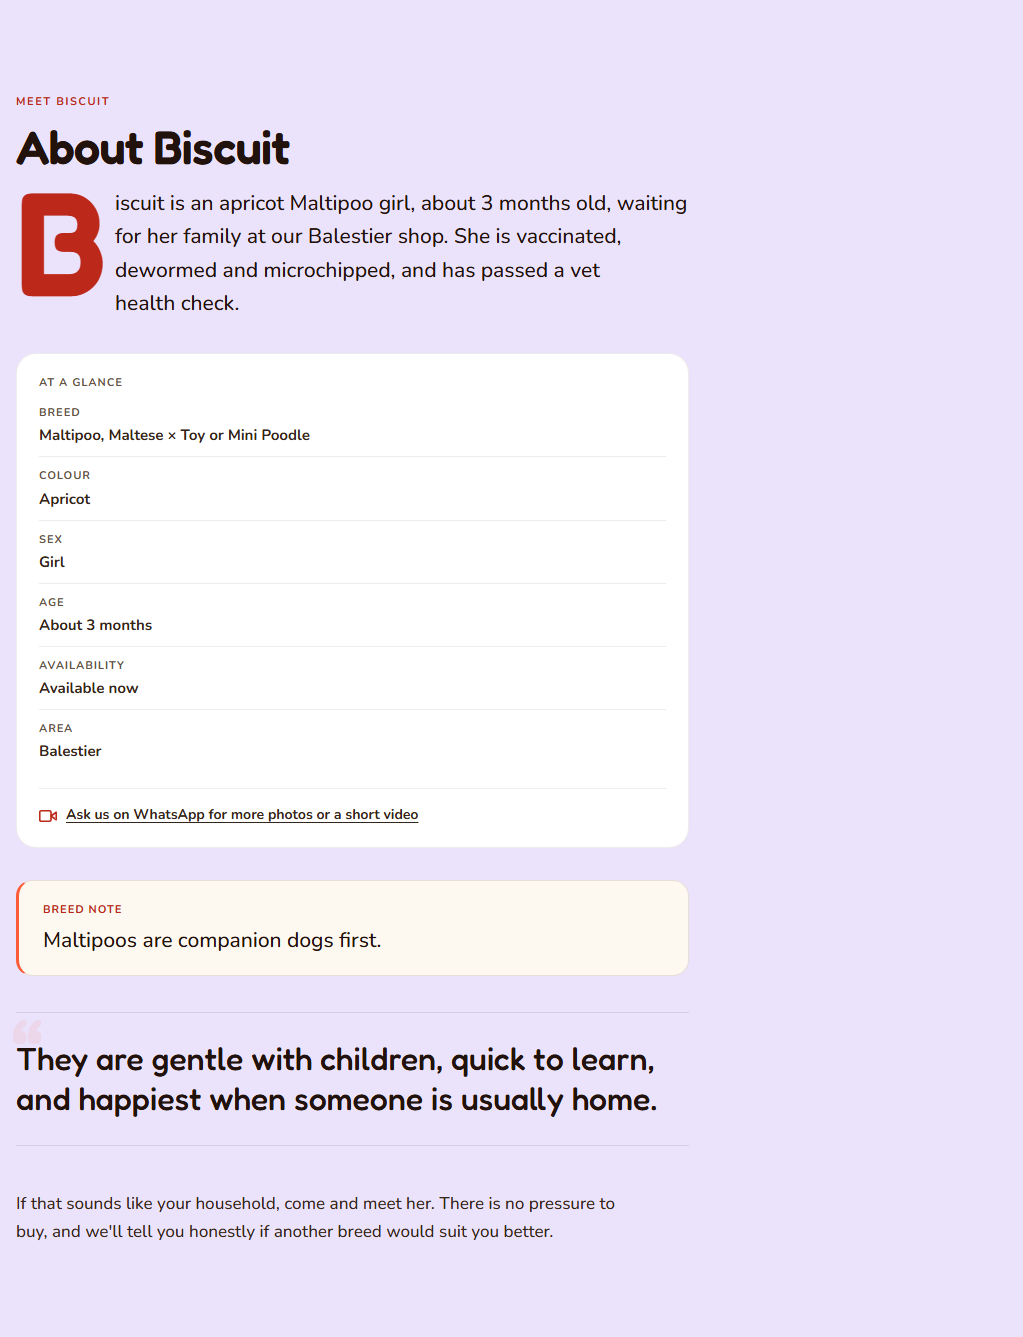 MEET BISCUIT
About Biscuit
Biscuit is an apricot Maltipoo girl, about 3 months old, waiting
for her family at our Balestier shop. She is vaccinated,
dewormed and microchipped, and has passed a vet
health check.
AT A GLANCE
BREED
Maltipoo, Maltese × Toy or Mini Poodle
COLOUR
Apricot
SEX
Girl
AGE
About 3 months
AVAILABILITY
Available now
AREA
Balestier
Ask us on WhatsApp for more photos or a short video
BREED NOTE
Maltipoos are companion dogs first.
“
They are gentle with children, quick to learn,
and happiest when someone is usually home.
If that sounds like your household, come and meet her. There is no pressure to
buy, and we'll tell you honestly if another breed would suit you better.